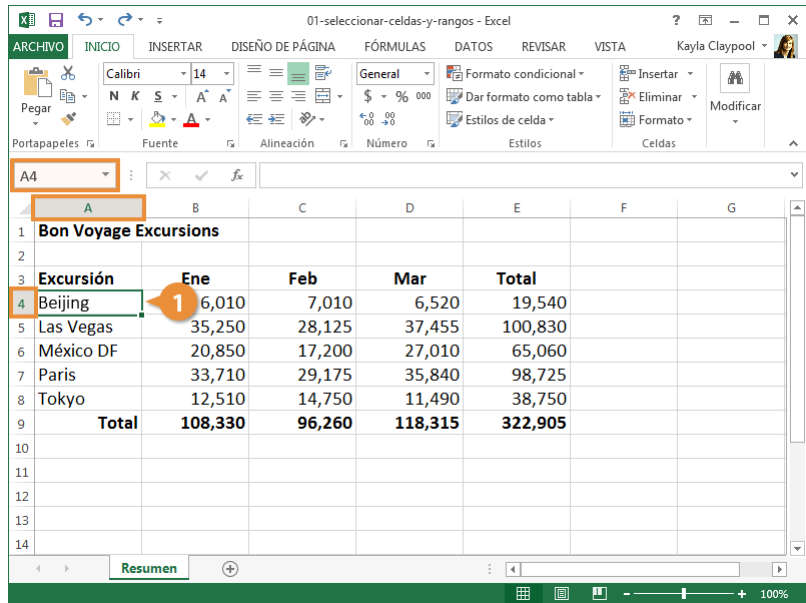 01-seleccionar-celdas-y-rangos - Excel
ARCHIVO INICIO INSERTAR DISEÑO DE PÁGINA FÓRMULAS DATOS REVISAR VISTA Kayla Claypool
Calibri 14 General Formato condicional Insertar
Pegar N K S A A $ % 000 Dar formato como tabla Eliminar Modificar
A Estilos de celda Formato
Portapapeles Fuente Alineación Número Estilos Celdas
A4 fx
A B C D E F G
1 Bon Voyage Excursions
2
3 Excursión Ene Feb Mar Total
4 Beijing 1 6,010 7,010 6,520 19,540
5 Las Vegas 35,250 28,125 37,455 100,830
6 México DF 20,850 17,200 27,010 65,060
7 Paris 33,710 29,175 35,840 98,725
8 Tokyo 12,510 14,750 11,490 38,750
9 Total 108,330 96,260 118,315 322,905
10
11
12
13
14
Resumen
100%